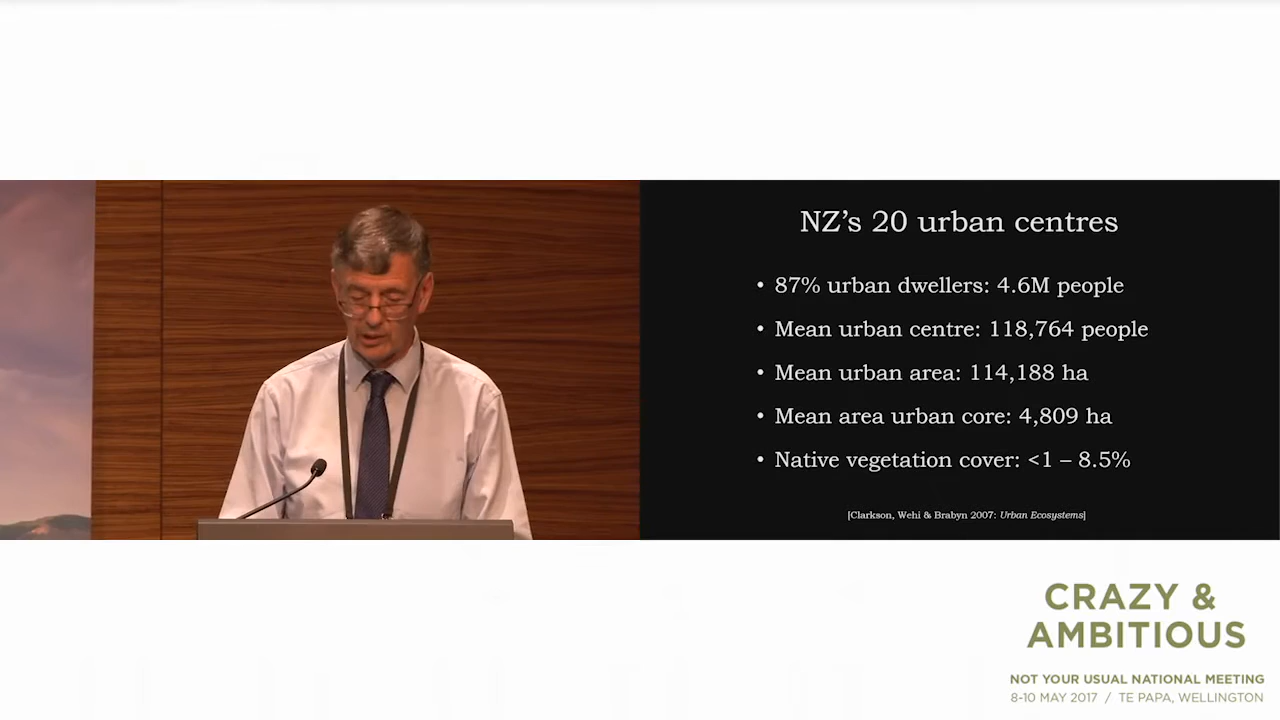 NZ's 20 urban centres
• 87% urban dwellers: 4.6M people
• Mean urban centre: 118,764 people
• Mean urban area: 114,188 ha
• Mean area urban core: 4,809 ha
• Native vegetation cover: <1 – 8.5%
[Clarkson, Wehi & Brabyn 2007: Urban Ecosystems]
CRAZY &
AMBITIOUS
NOT YOUR USUAL NATIONAL MEETING
8-10 MAY 2017 / TE PAPA, WELLINGTON